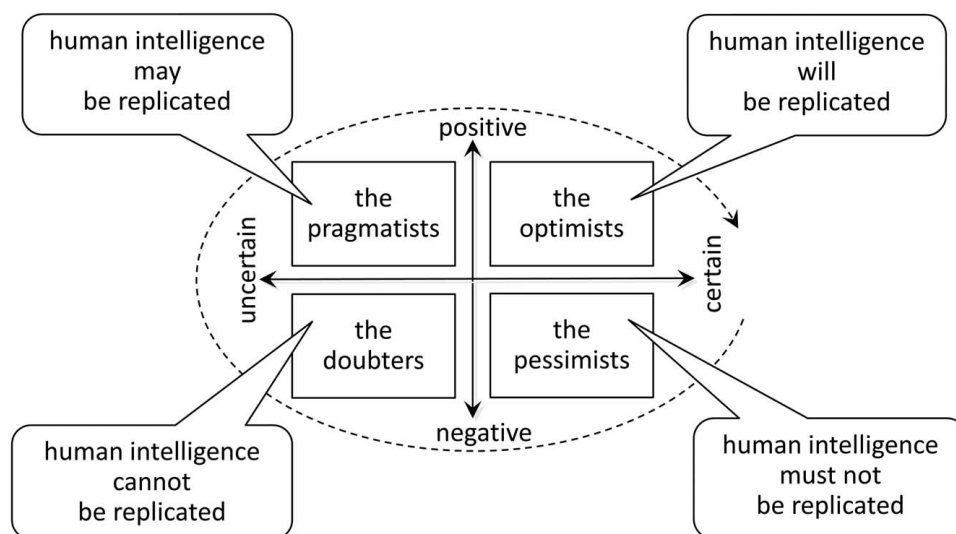 human intelligence
may
be replicated
human intelligence
will
be replicated
positive
the
pragmatists
the
optimists
uncertain
certain
the
doubters
the
pessimists
negative
human intelligence
cannot
be replicated
human intelligence
must not
be replicated